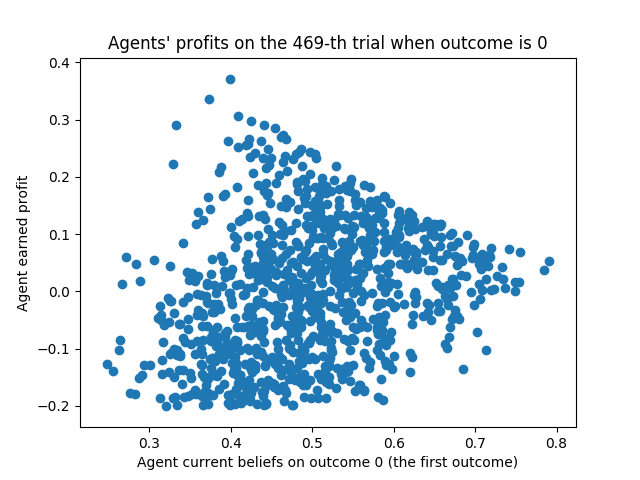 Agents' profits on the 469-th trial when outcome is 0
0.4
0.3
0.2
0.1
0.0
−0.1
−0.2
Agent earned profit
0.3 0.4 0.5 0.6 0.7 0.8
Agent current beliefs on outcome 0 (the first outcome)